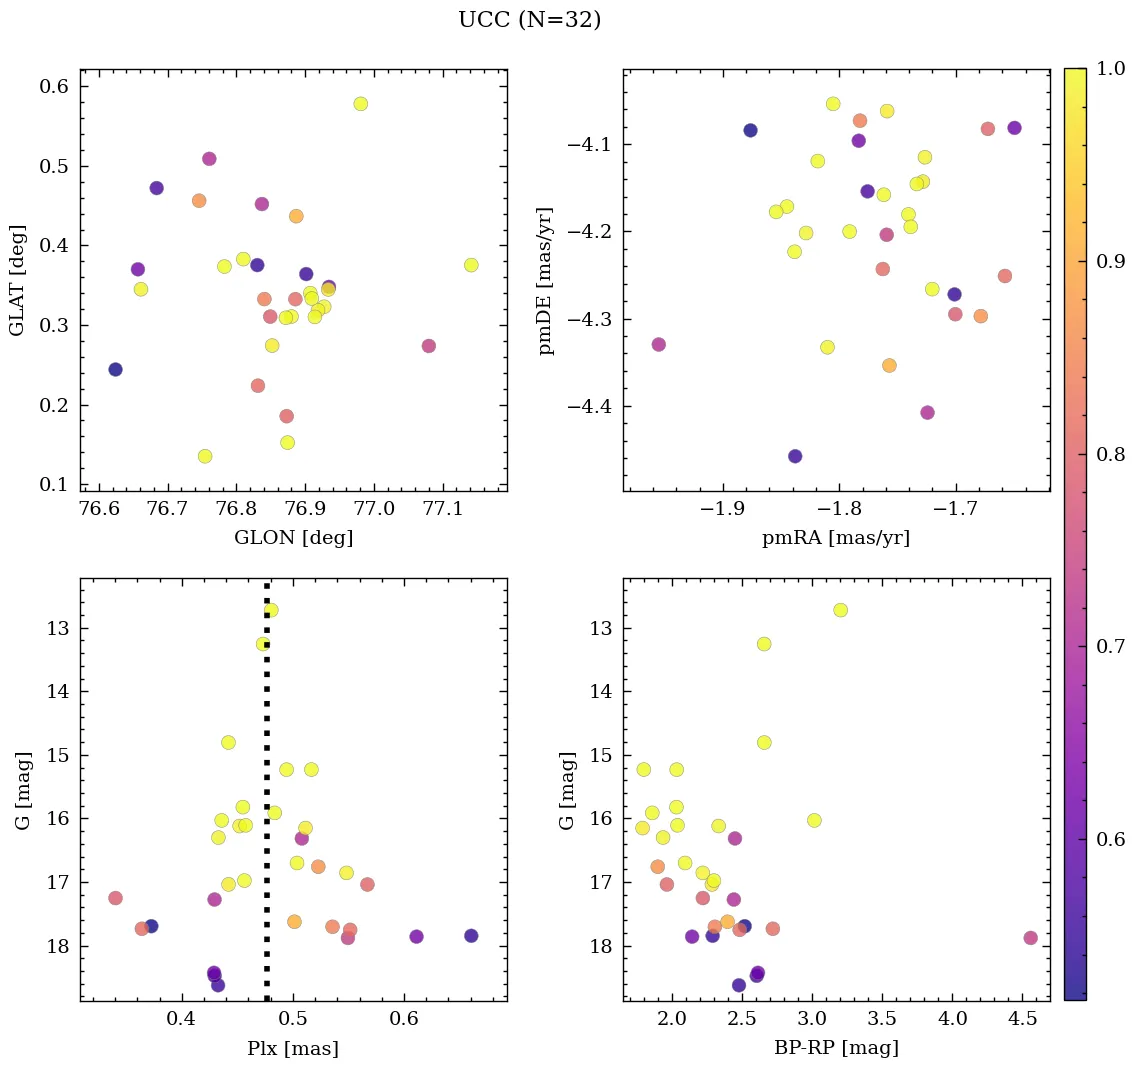 UCC (N=32)
0.6
0.5
0.4
0.3
0.2
0.1
GLAT [deg]
76.6 76.7 76.8 76.9 77.0 77.1
GLON [deg]
−4.1
−4.2
−4.3
−4.4
pmDE [mas/yr]
−1.9 −1.8 −1.7
pmRA [mas/yr]
1.0
0.9
0.8
0.7
0.6
13
14
15
16
17
18
G [mag]
0.4 0.5 0.6
Plx [mas]
13
14
15
16
17
18
G [mag]
2.0 2.5 3.0 3.5 4.0 4.5
BP-RP [mag]